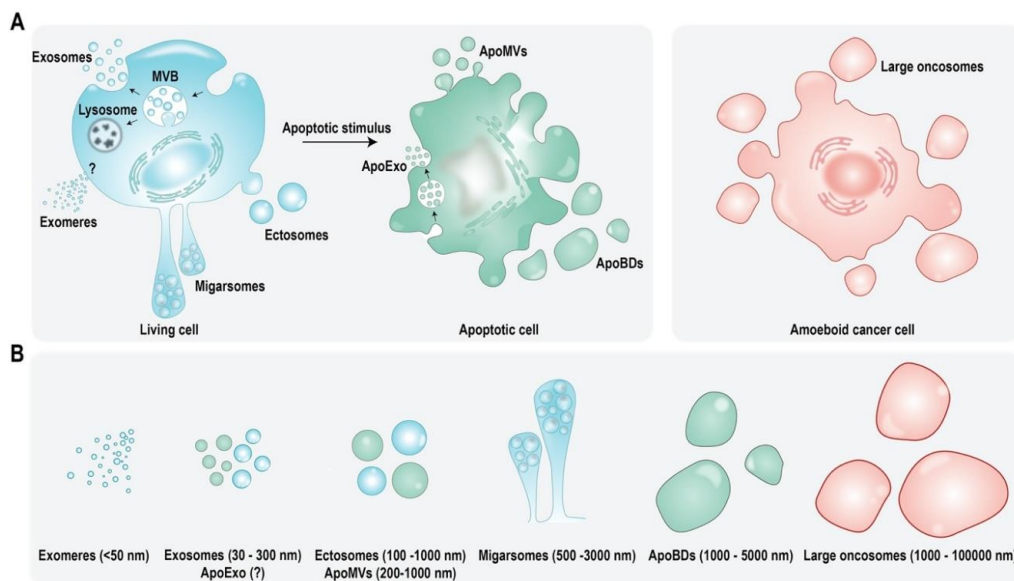 A
Exosomes
MVB
Lysosome
?
Exomeres
Ectosomes
Migarsomes
Living cell
Apoptotic stimulus
ApoMVs
ApoExo
ApoBDs
Apoptotic cell
Large oncosomes
Amoeboid cancer cell
B
Exomeres (<50 nm)
Exosomes (30 - 300 nm)
ApoExo (?)
Ectosomes (100 -1000 nm)
ApoMVs (200-1000 nm)
Migarsomes (500 -3000 nm)
ApoBDs (1000 - 5000 nm)
Large oncosomes (1000 - 100000 nm)